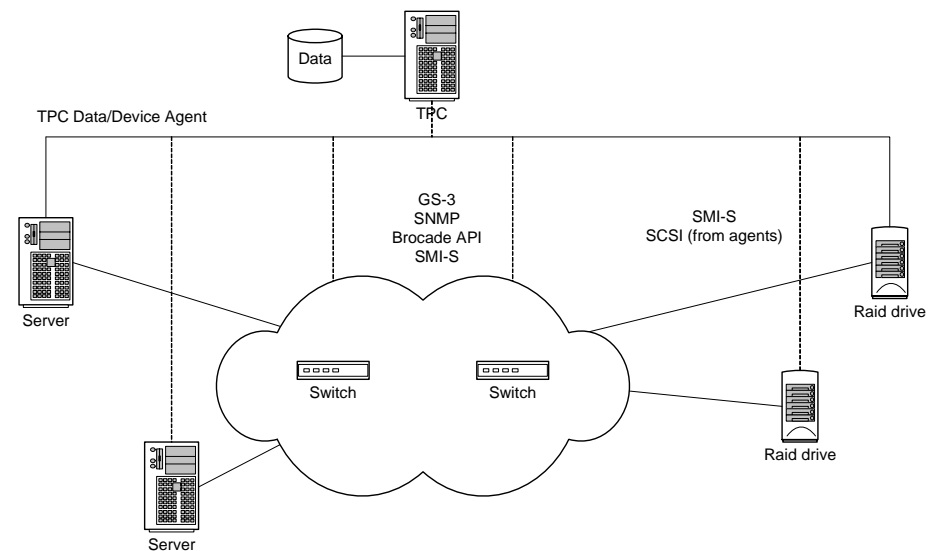 Data
TPC
TPC Data/Device Agent
GS-3
SNMP
Brocade API
SMI-S
SMI-S
SCSI (from agents)
Server
Raid drive
Switch
Switch
Raid drive
Server